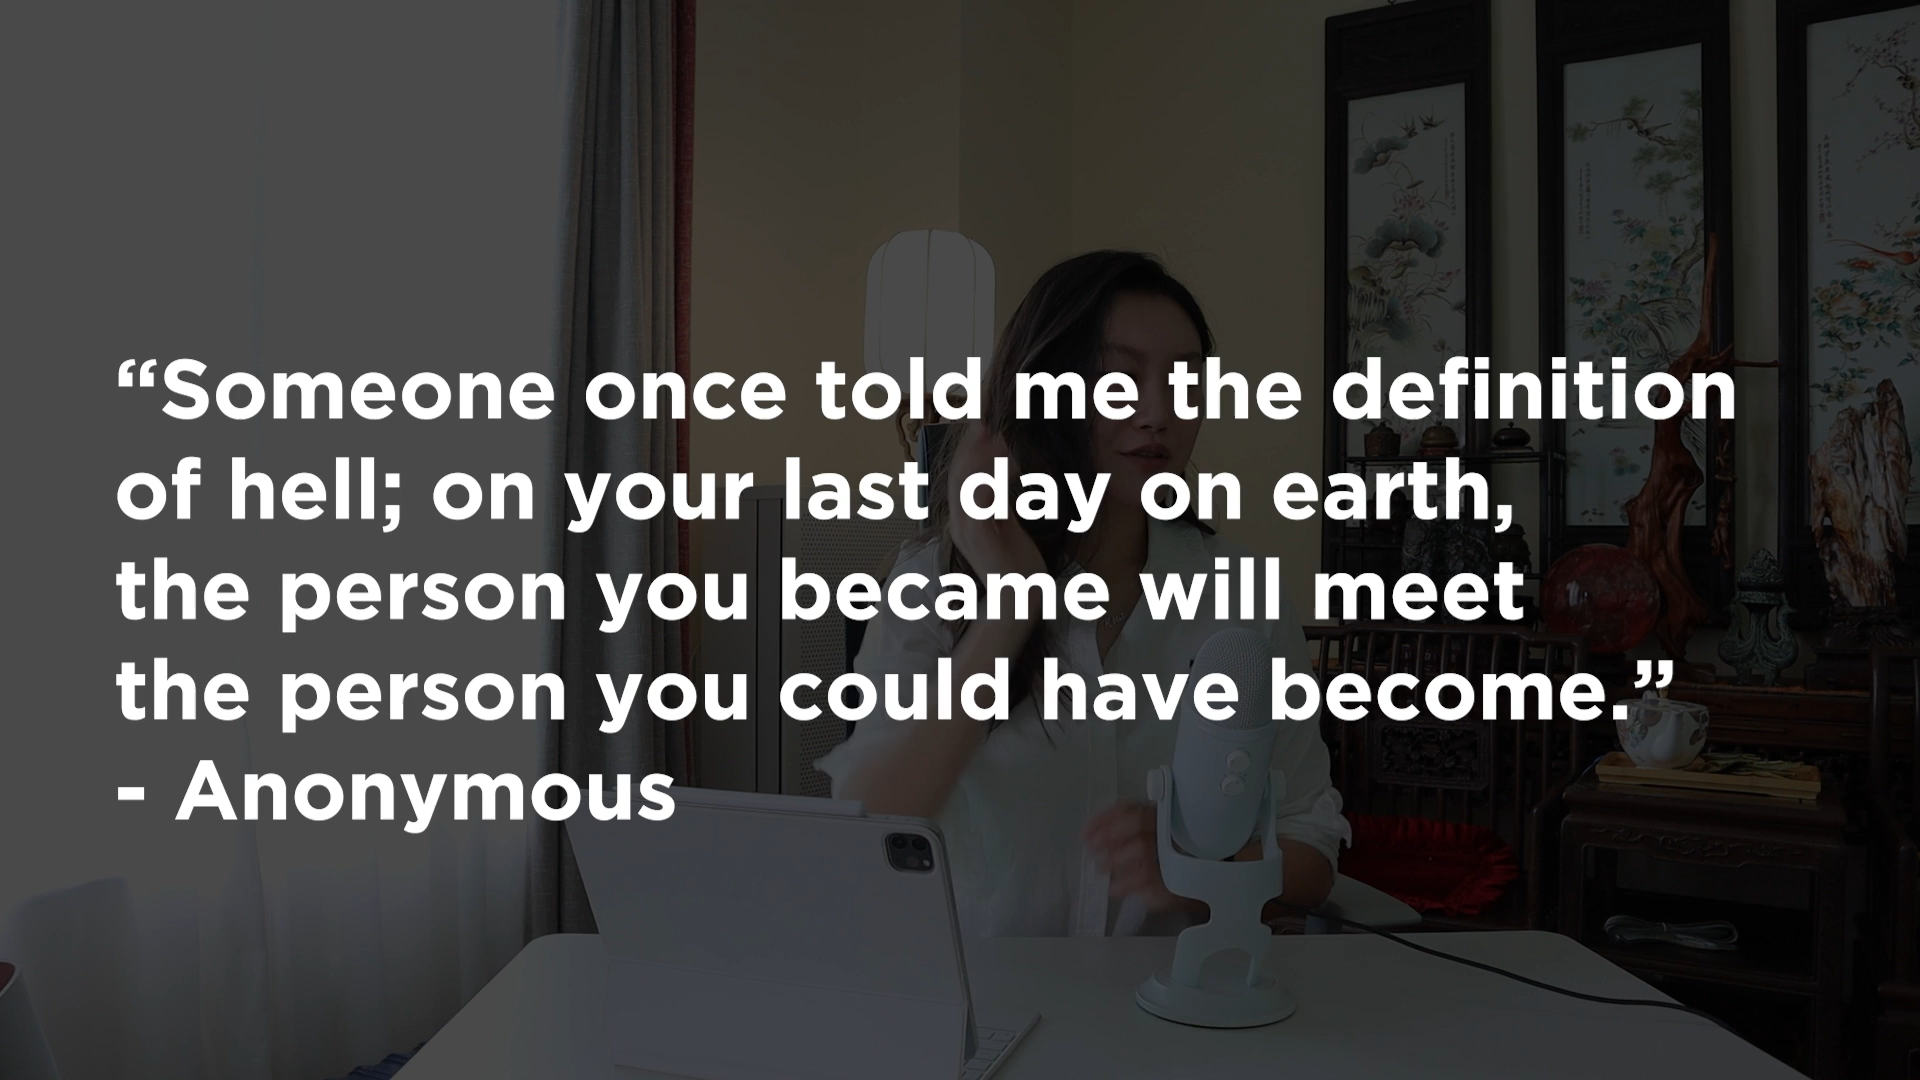 “Someone once told me the definition
of hell; on your last day on earth,
the person you became will meet
the person you could have become.”
- Anonymous